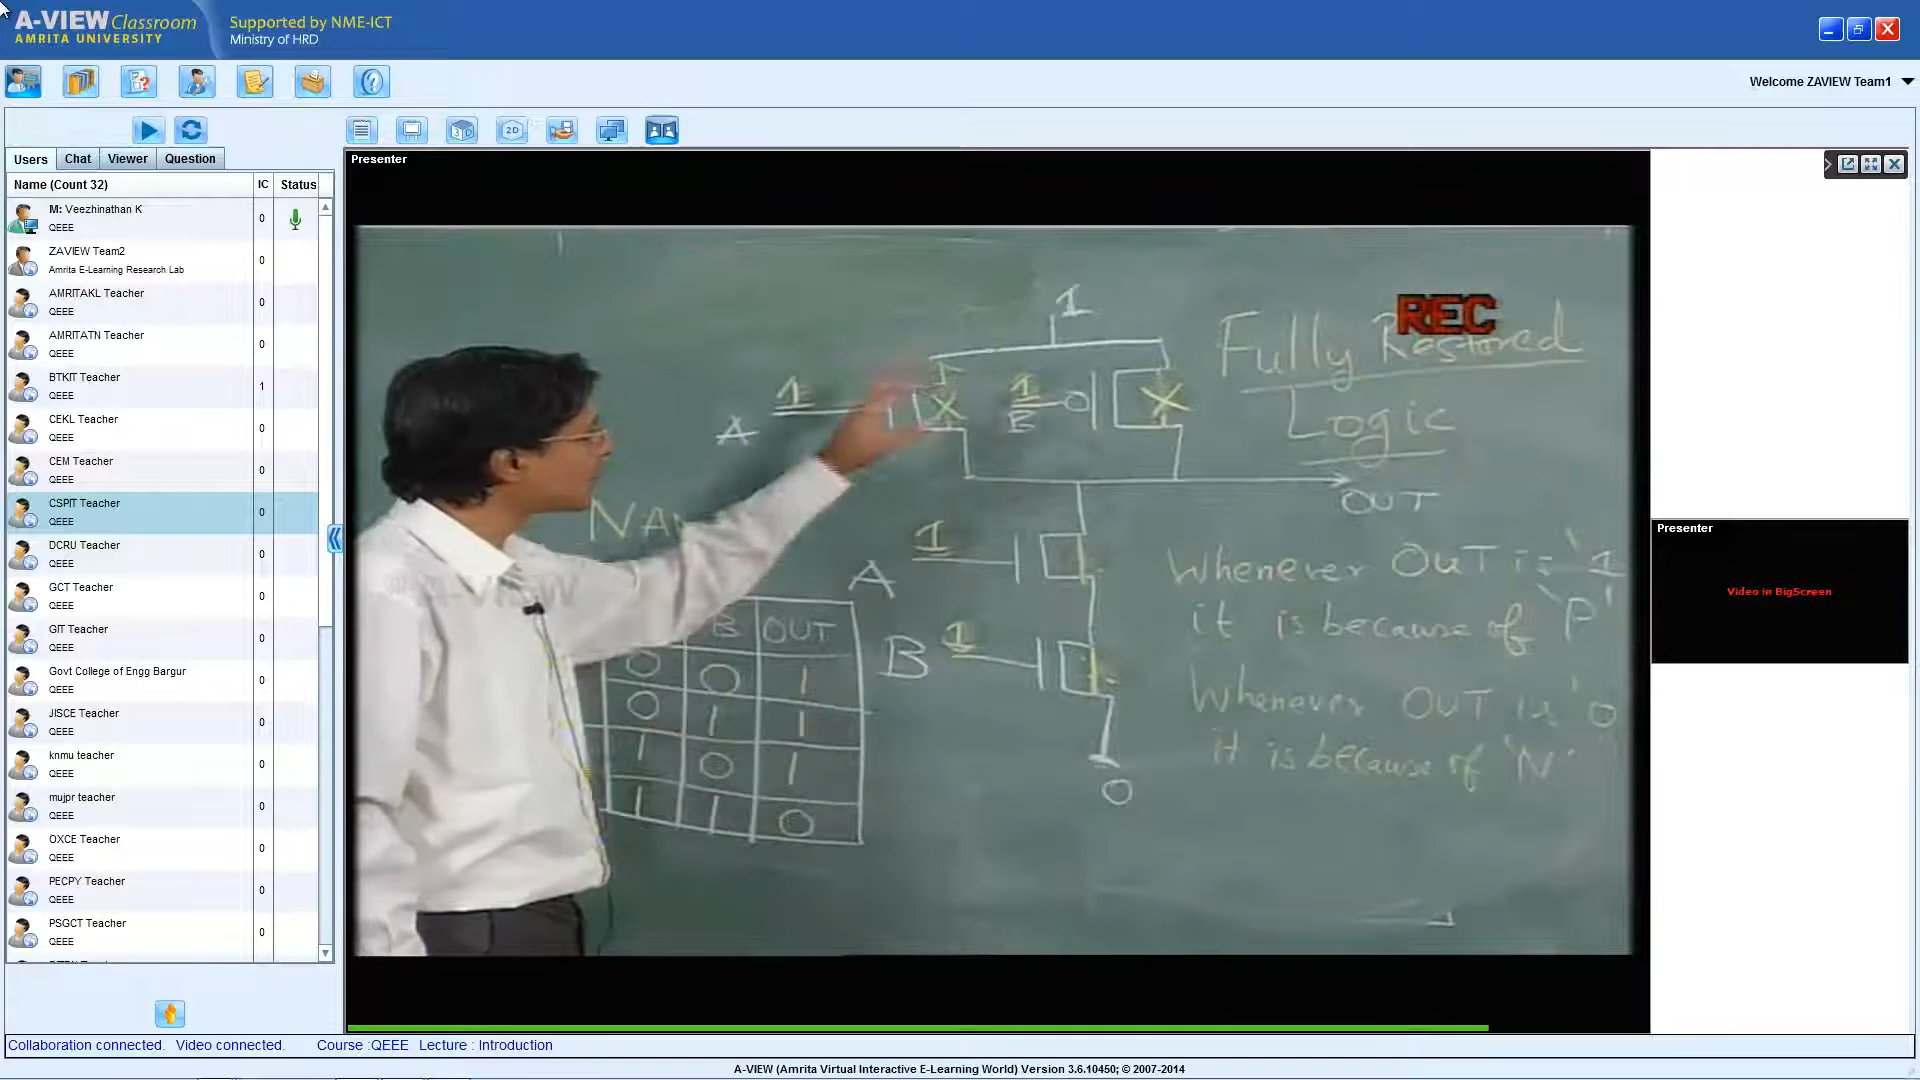 A-VIEW Classroom
AMRITA UNIVERSITY
Supported by NME-ICT
Ministry of HRD
Welcome ZAVIEW Team1
3D
2D
Users
Chat
Viewer
Question
Name (Count 32)
IC
Status
M: Veezhinathan K
QEEE
0
ZAVIEW Team2
Amrita E-Learning Research Lab
0
AMRITAKL Teacher
QEEE
0
AMRITATN Teacher
QEEE
0
BTKIT Teacher
QEEE
1
CEKL Teacher
QEEE
0
CEM Teacher
QEEE
0
CSPIT Teacher
QEEE
0
DCRU Teacher
QEEE
0
GCT Teacher
QEEE
0
GIT Teacher
QEEE
0
Govt College of Engg Bargur
QEEE
0
JISCE Teacher
QEEE
0
knmu teacher
QEEE
0
mujpr teacher
QEEE
0
OXCE Teacher
QEEE
0
PECPY Teacher
QEEE
0
PSGCT Teacher
QEEE
0
Presenter
REC
1
Fully Restored
Logic
A 1 X 1 B X
OUT
A 1
B 1
0
B OUT
0 0 1
0 1 1
1 0 1
1 1 0
Whenever OUT is '1
it is because of 'P'
Whenever OUT is '0
it is because of 'N'
Presenter
Video in BigScreen
Collaboration connected. Video connected. Course :QEEE Lecture : Introduction
A-VIEW (Amrita Virtual Interactive E-Learning World) Version 3.6.10450; © 2007-2014